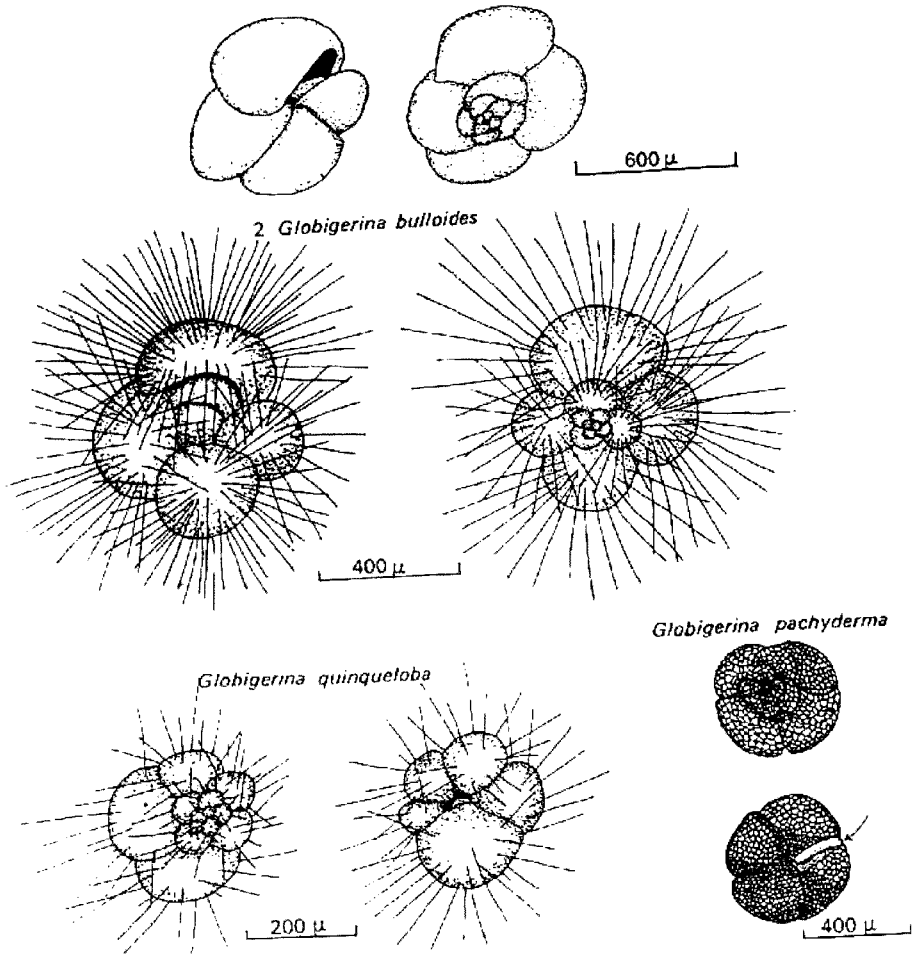 600 μ
2 Globigerina bulloides
400 μ
Globigerina pachyderma
Globigerina quinqueloba
200 μ
400 μ